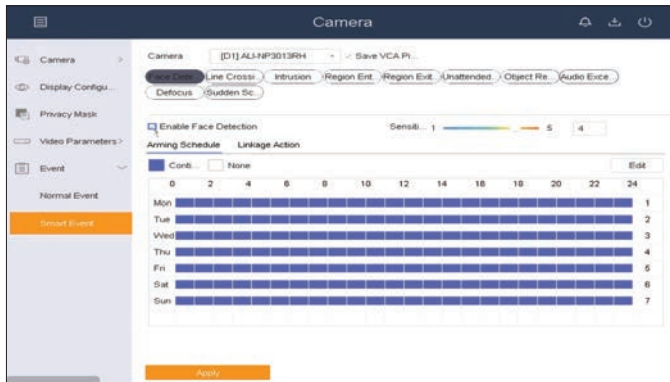 Camera
Camera >
Display Configu...
Privacy Mask
Video Parameters >
Event
Normal Event
Smart Event
Camera [D1] ALI-NP3013RH Save VCA Pi...
Face Dete... Line Crossi... Intrusion Region Ent... Region Exit... Unattended... Object Re... Audio Exce...
Defocus Sudden Sc...
Enable Face Detection Sensiti... 1 5 4
Arming Schedule Linkage Action
Conti... None Edit
0 2 4 6 8 10 12 14 16 18 20 22 24
Mon 1
Tue 2
Wed 3
Thu 4
Fri 5
Sat 6
Sun 7
Apply